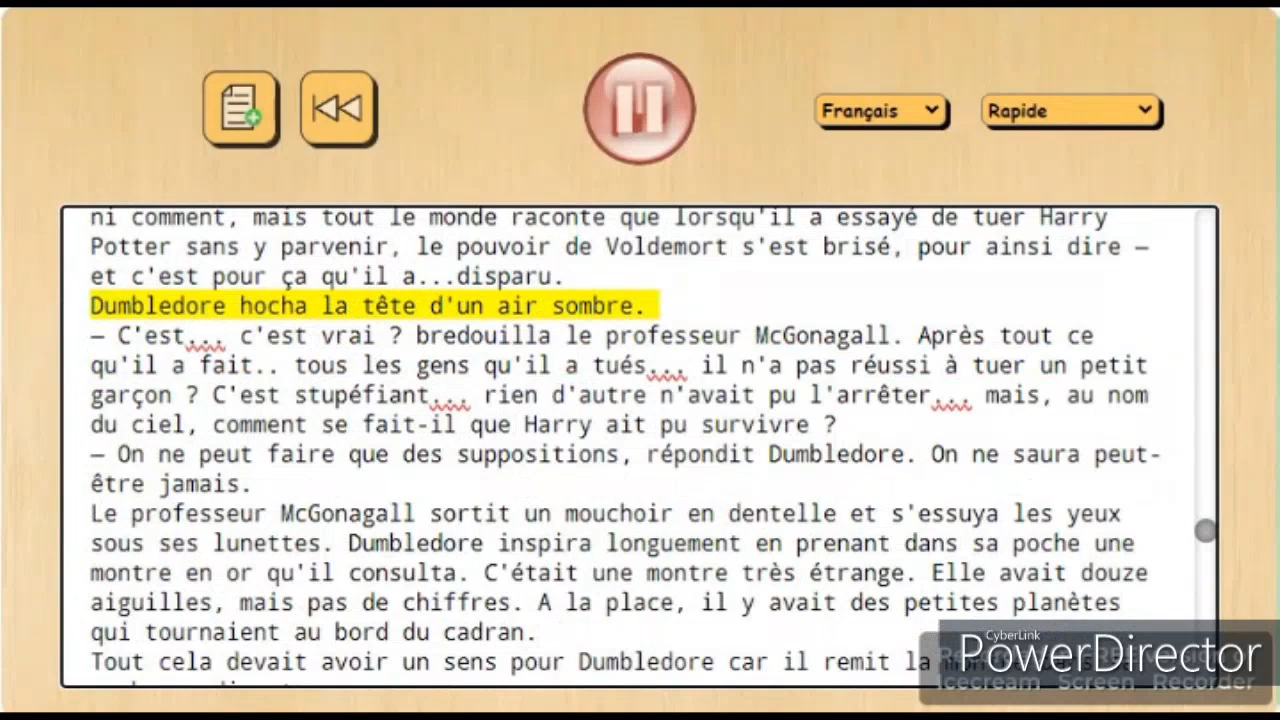 Français
Rapide
ni comment, mais tout le monde raconte que lorsqu'il a essayé de tuer Harry
Potter sans y parvenir, le pouvoir de Voldemort s'est brisé, pour ainsi dire —
et c'est pour ça qu'il a...disparu.
Dumbledore hocha la tête d'un air sombre.
— C'est... c'est vrai ? bredouilla le professeur McGonagall. Après tout ce
qu'il a fait.. tous les gens qu'il a tués... il n'a pas réussi à tuer un petit
garçon ? C'est stupéfiant... rien d'autre n'avait pu l'arrêter... mais, au nom
du ciel, comment se fait-il que Harry ait pu survivre ?
— On ne peut faire que des suppositions, répondit Dumbledore. On ne saura peut-
être jamais.
Le professeur McGonagall sortit un mouchoir en dentelle et s'essuya les yeux
sous ses lunettes. Dumbledore inspira longuement en prenant dans sa poche une
montre en or qu'il consulta. C'était une montre très étrange. Elle avait douze
aiguilles, mais pas de chiffres. A la place, il y avait des petites planètes
qui tournaient au bord du cadran.
Tout cela devait avoir un sens pour Dumbledore car il remit la
CyberLink
PowerDirector
Icecream Screen Recorder